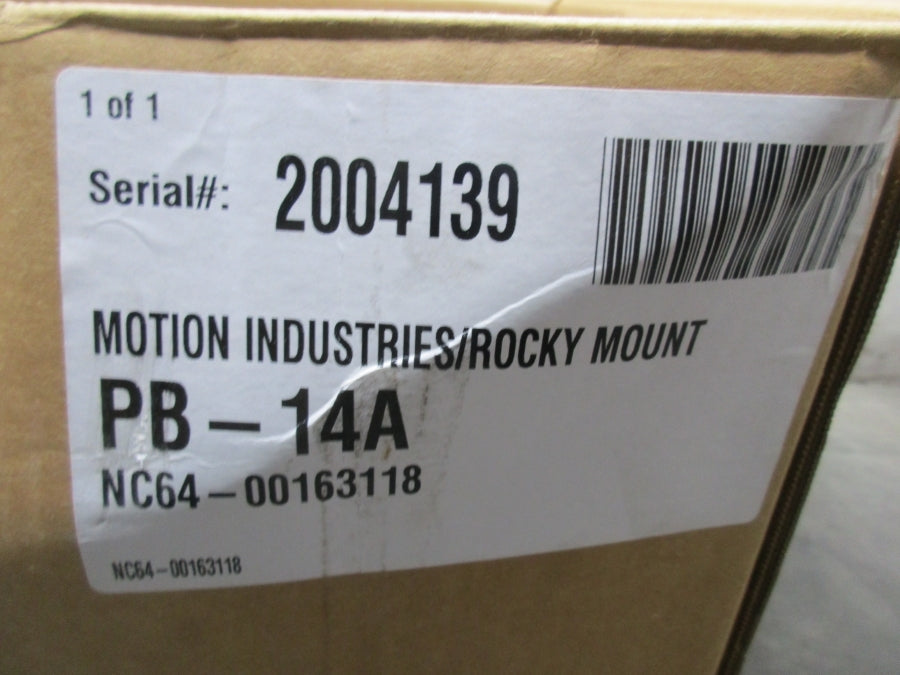 1 of 1
Serial#: 2004139
MOTION INDUSTRIES/ROCKY MOUNT
PB-14A
NC64-00163118
NC64-00163118